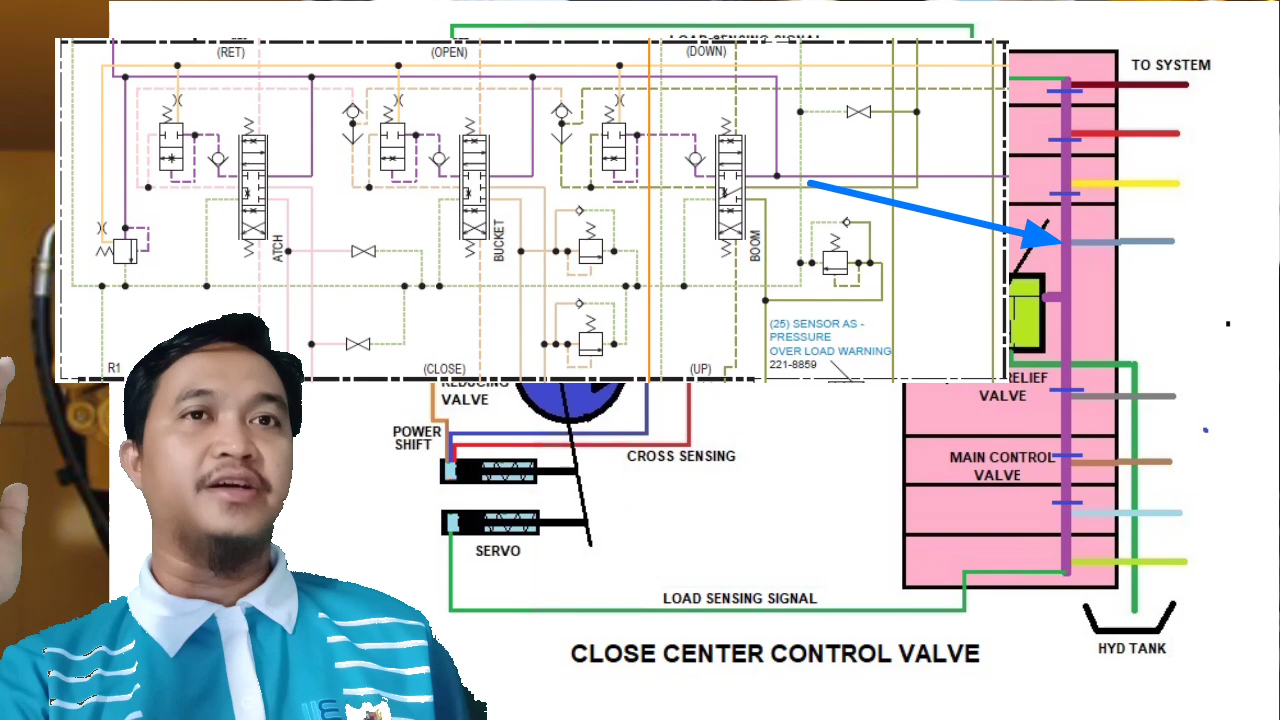 LOAD SENSING SIGNAL
(RET)
(OPEN)
(DOWN)
TO SYSTEM
ATCH
BUCKET
BOOM
(25) SENSOR AS -
PRESSURE
OVER LOAD WARNING
221-8859
R1
(CLOSE)
(UP)
RELIEF
VALVE
REDUCING
VALVE
POWER
SHIFT
CROSS SENSING
MAIN CONTROL
VALVE
SERVO
LOAD SENSING SIGNAL
CLOSE CENTER CONTROL VALVE
HYD TANK